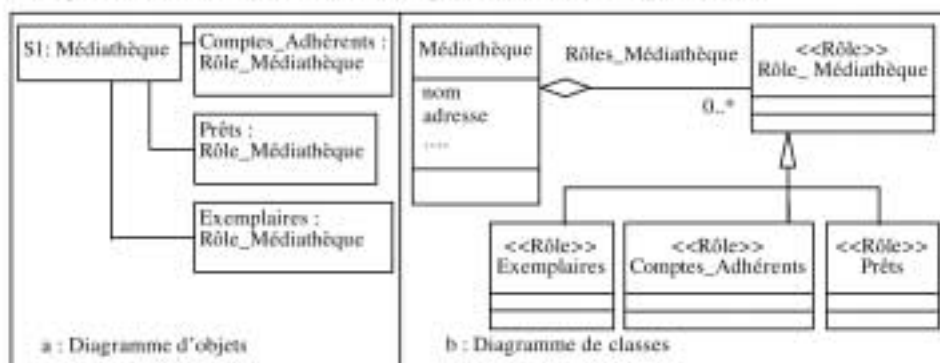 S1: Médiathèque
Comptes_Adhérents :
Rôle_Médiathèque
Prêts :
Rôle_Médiathèque
Exemplaires :
Rôle_Médiathèque
a : Diagramme d'objets
Médiathèque
nom
adresse
....
Rôles_Médiathèque
0..*
<<Rôle>>
Rôle_ Médiathèque
<<Rôle>>
Exemplaires
<<Rôle>>
Comptes_Adhérents
<<Rôle>>
Prêts
b : Diagramme de classes